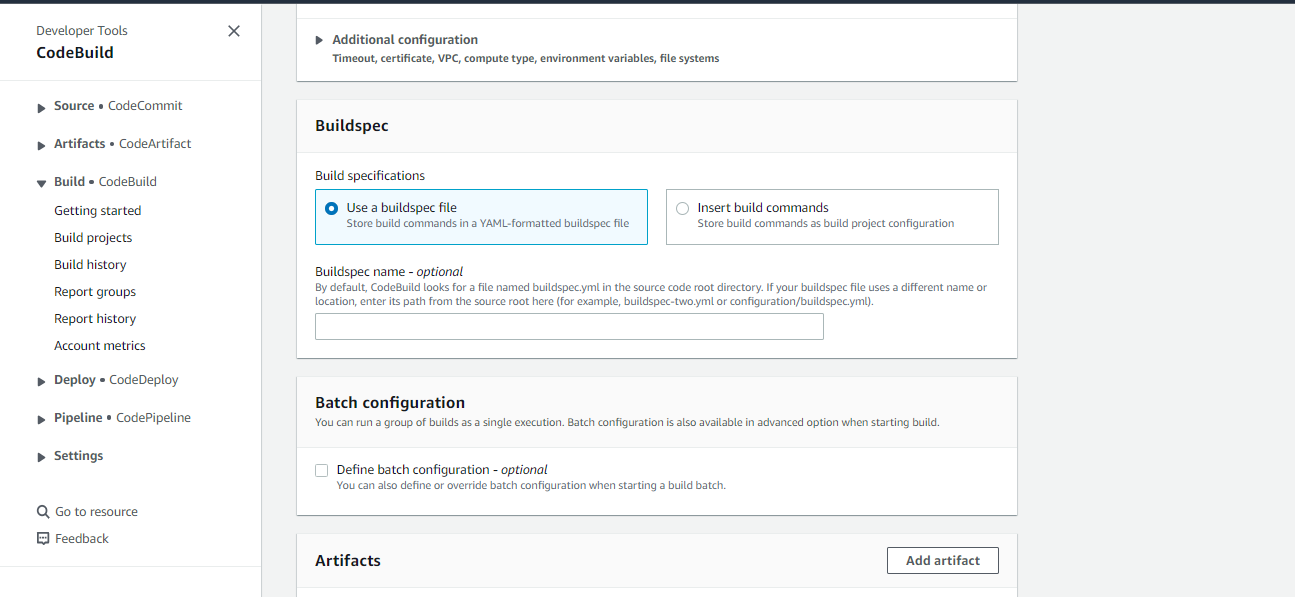 Developer Tools
CodeBuild
Source • CodeCommit
Artifacts • CodeArtifact
Build • CodeBuild
Getting started
Build projects
Build history
Report groups
Report history
Account metrics
Deploy • CodeDeploy
Pipeline • CodePipeline
Settings
Go to resource
Feedback
Additional configuration
Timeout, certificate, VPC, compute type, environment variables, file systems
Buildspec
Build specifications
Use a buildspec file
Store build commands in a YAML-formatted buildspec file
Insert build commands
Store build commands as build project configuration
Buildspec name - optional
By default, CodeBuild looks for a file named buildspec.yml in the source code root directory. If your buildspec file uses a different name or
location, enter its path from the source root here (for example, buildspec-two.yml or configuration/buildspec.yml).
Batch configuration
You can run a group of builds as a single execution. Batch configuration is also available in advanced option when starting build.
Define batch configuration - optional
You can also define or override batch configuration when starting a build batch.
Artifacts
Add artifact